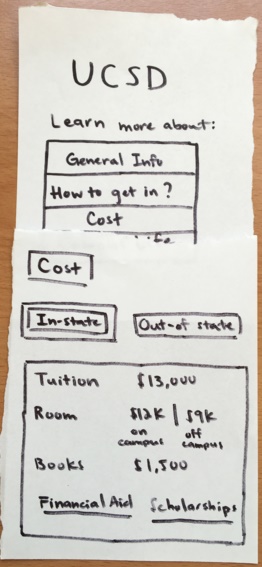 UCSD
Learn more about:
General Info
How to get in?
Cost
Cost
In-state Out-of state
Tuition $13,000
Room $12K | $9K
on campus off campus
Books $1,500
Financial Aid Scholarships